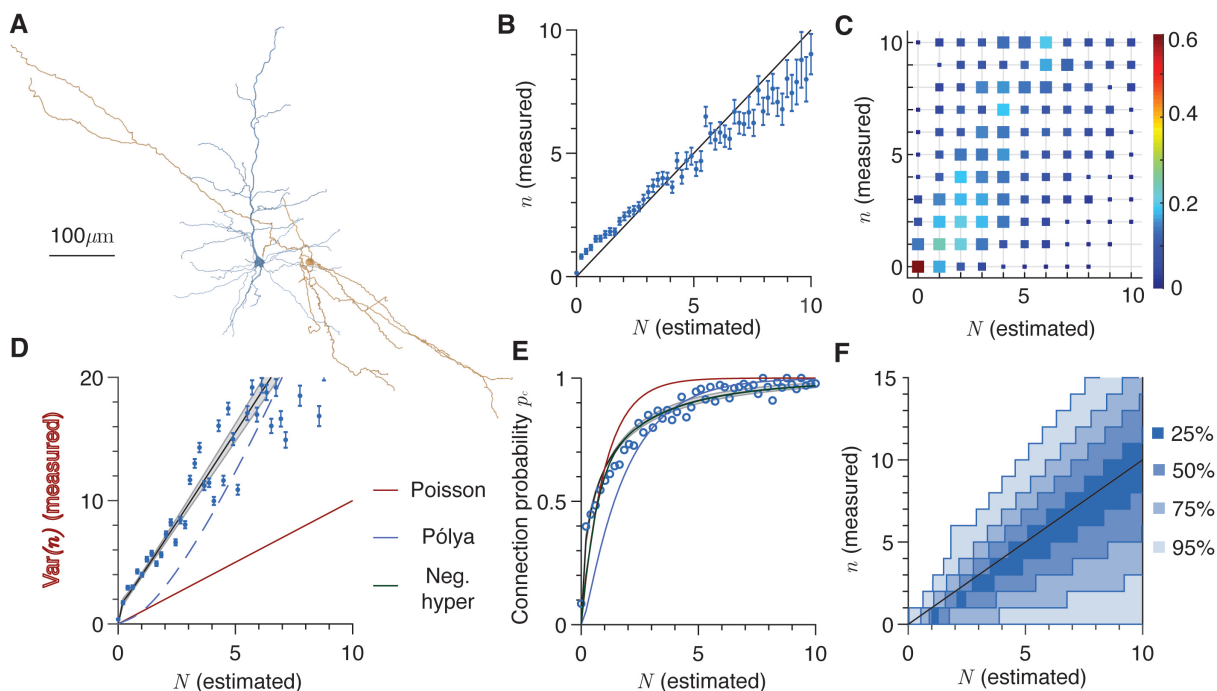 A
100μm
B
10
5
0
0
5
10
n (measured)
N (estimated)
C
10
5
0
0
5
10
n (measured)
N (estimated)
0.6
0.4
0.2
0
D
20
10
0
0
5
10
Var(n) (measured)
N (estimated)
Poisson
Pólya
Neg.
hyper
E
1
0.5
0
0
5
10
Connection probability pc
N (estimated)
F
15
10
5
0
0
5
10
n (measured)
N (estimated)
25%
50%
75%
95%